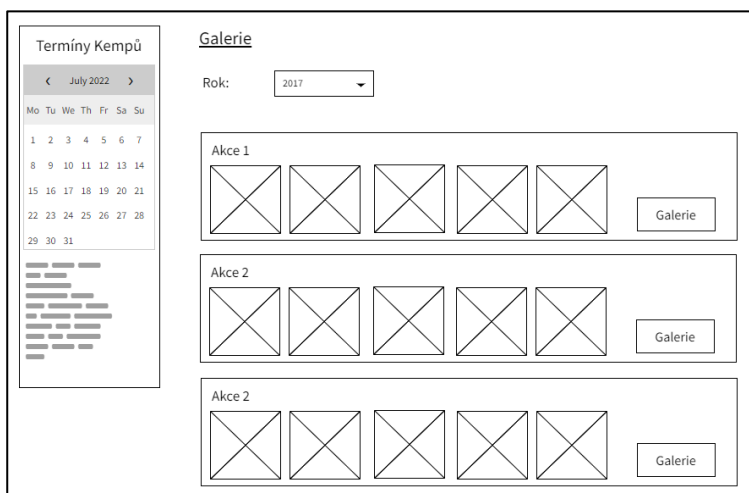 Termíny Kempů
‹ July 2022 ›
Mo Tu We Th Fr Sa Su
1 2 3 4 5 6 7
8 9 10 11 12 13 14
15 16 17 18 19 20 21
22 23 24 25 26 27 28
29 30 31
Galerie
Rok: 2017
Akce 1
Galerie
Akce 2
Galerie
Akce 2
Galerie